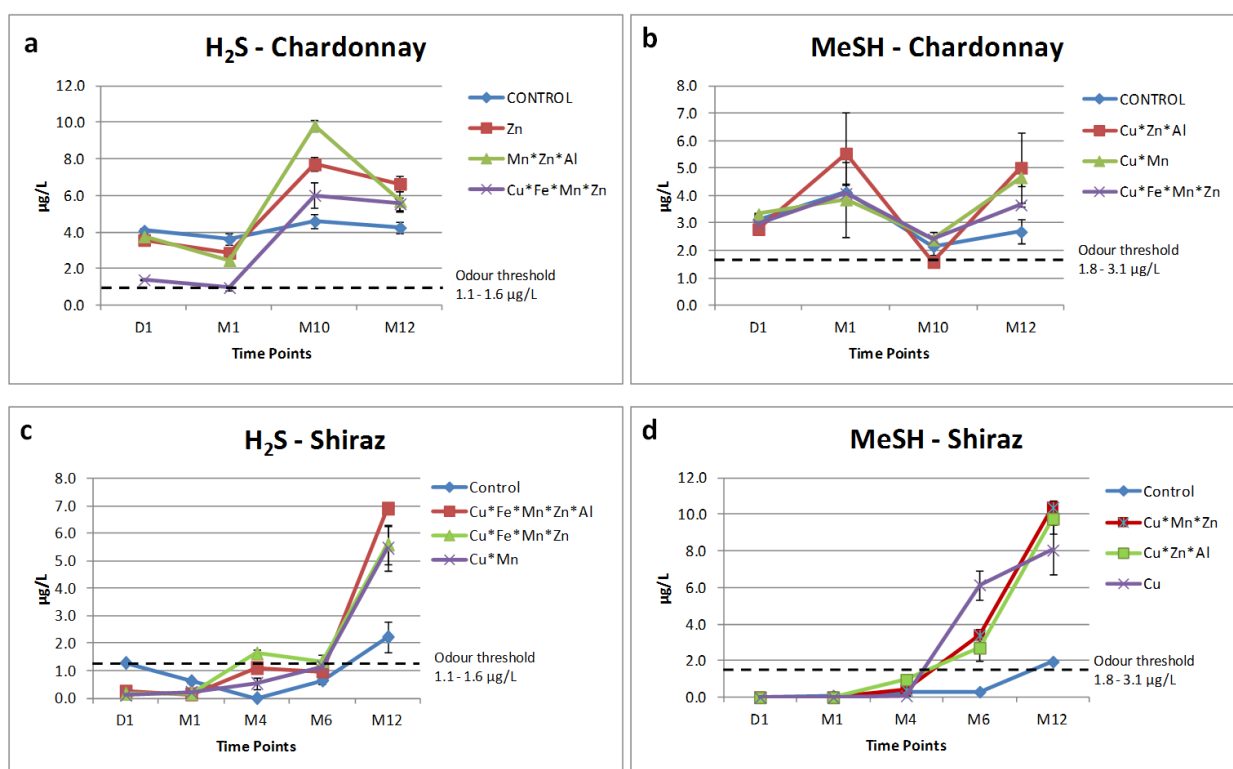 a
H₂S - Chardonnay
12.0
10.0
8.0
6.0
4.0
2.0
0.0
µg/L
D1 M1 M10 M12
Time Points
CONTROL
Zn
Mn*Zn*Al
Cu*Fe*Mn*Zn
Odour threshold
1.1 - 1.6 µg/L
b
MeSH - Chardonnay
8.0
7.0
6.0
5.0
4.0
3.0
2.0
1.0
0.0
µg/L
D1 M1 M10 M12
Time Points
CONTROL
Cu*Zn*Al
Cu*Mn
Cu*Fe*Mn*Zn
Odour threshold
1.8 - 3.1 µg/L
c
H₂S - Shiraz
8.0
7.0
6.0
5.0
4.0
3.0
2.0
1.0
0.0
µg/L
D1 M1 M4 M6 M12
Time Points
Control
Cu*Fe*Mn*Zn*Al
Cu*Fe*Mn*Zn
Cu*Mn
Odour threshold
1.1 - 1.6 µg/L
d
MeSH - Shiraz
12.0
10.0
8.0
6.0
4.0
2.0
0.0
µg/L
D1 M1 M4 M6 M12
Time Points
Control
Cu*Mn*Zn
Cu*Zn*Al
Cu
Odour threshold
1.8 - 3.1 µg/L